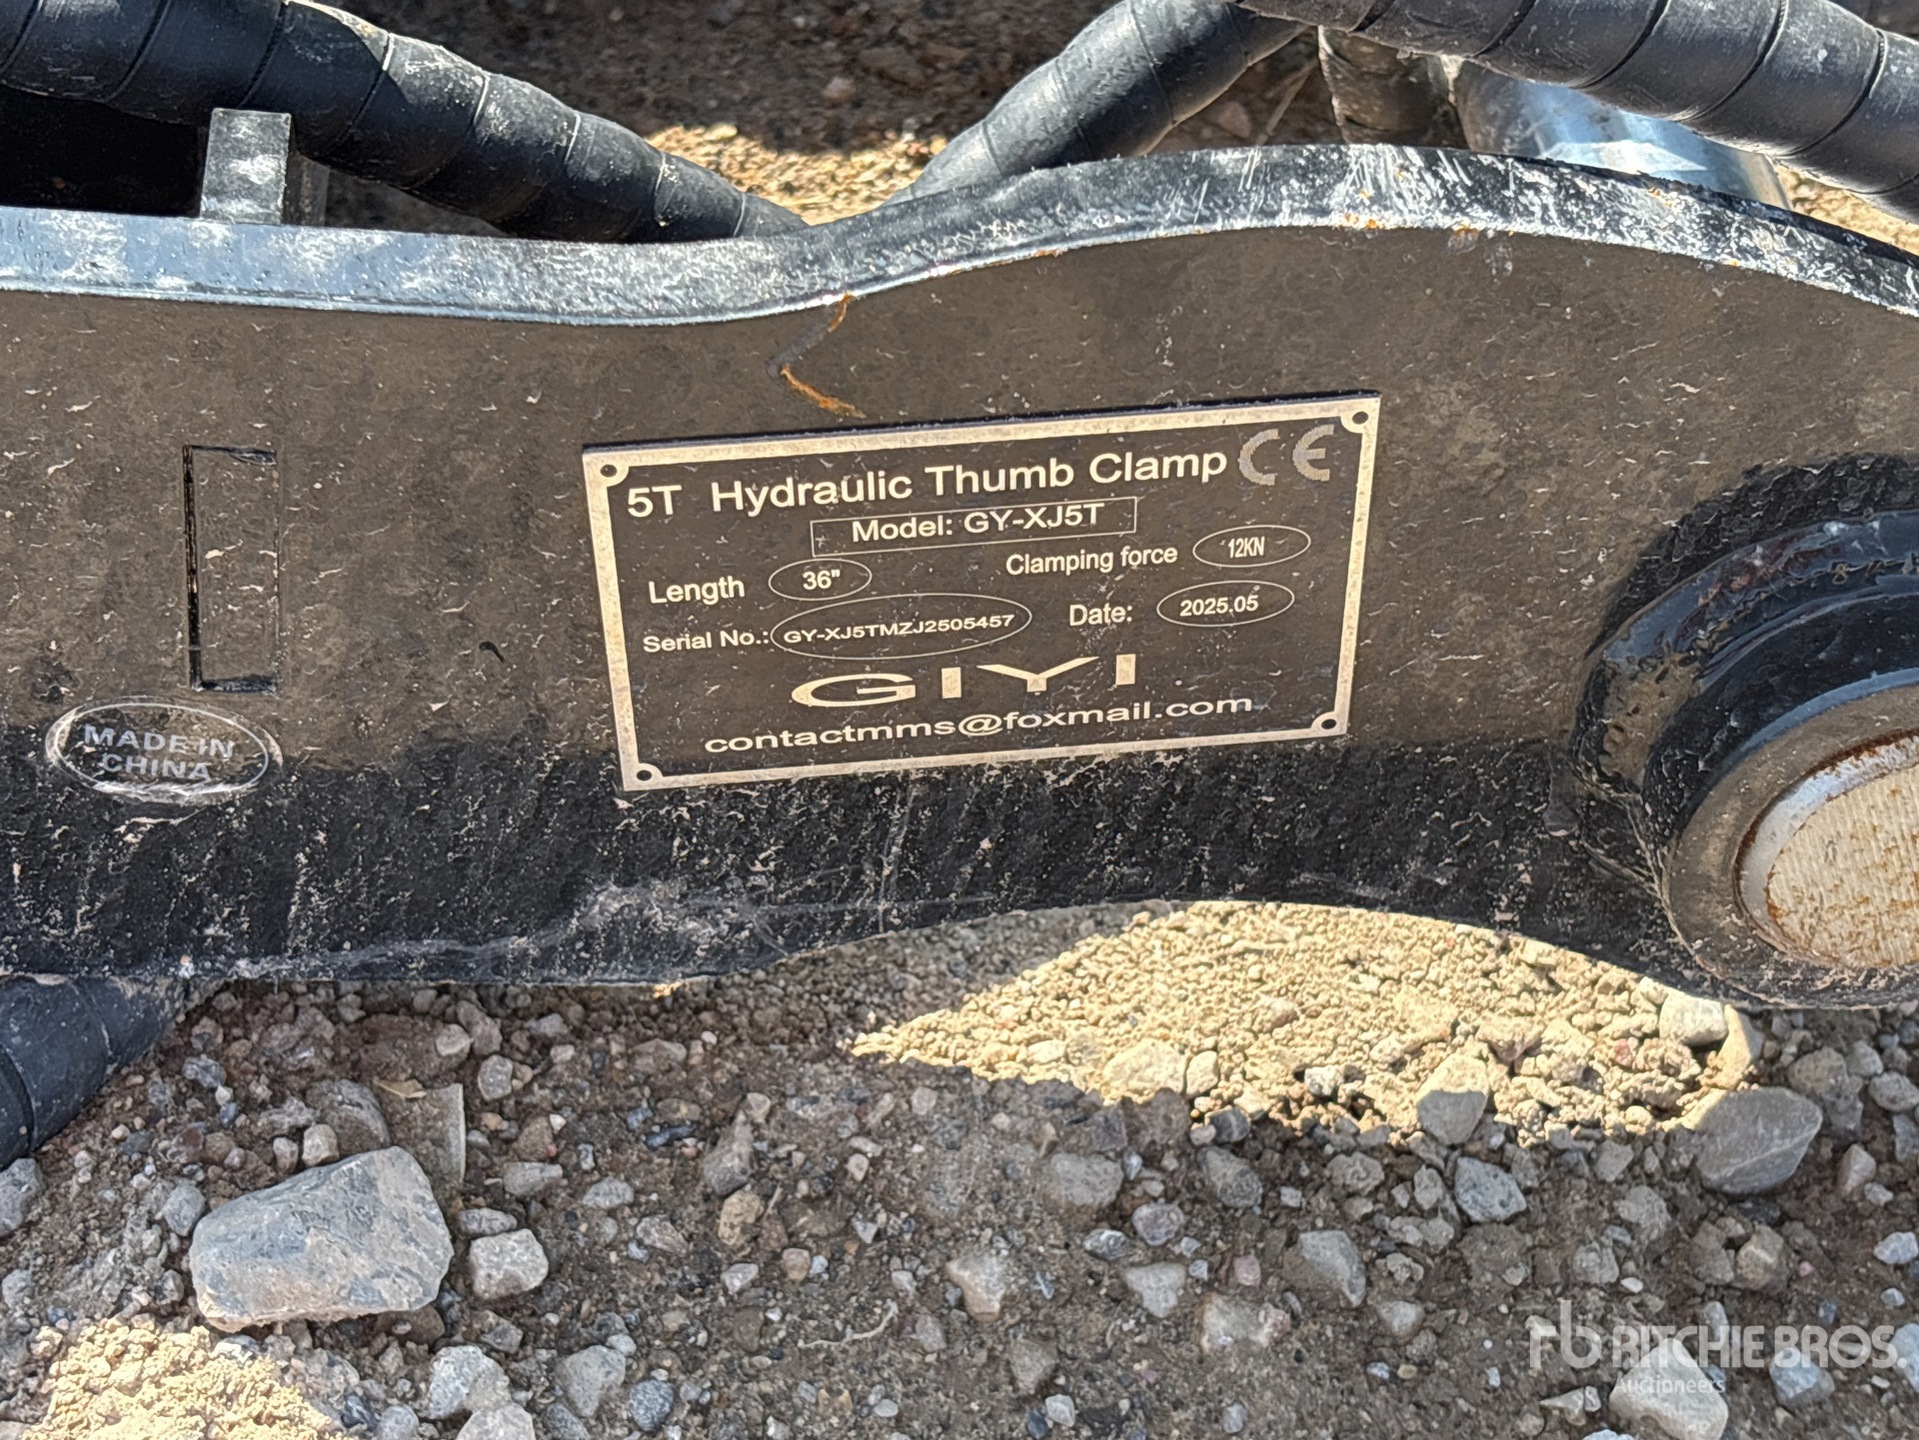 5T Hydraulic Thumb Clamp CE
Model: GY-XJ5T
Length 36" Clamping force 12KN
Serial No.: GY-XJ5TMZJ2505457 Date: 2025.05
GIYI
contactmms@foxmail.com
MADE IN
CHINA
rb RITCHIE BROS.
Auctioneers